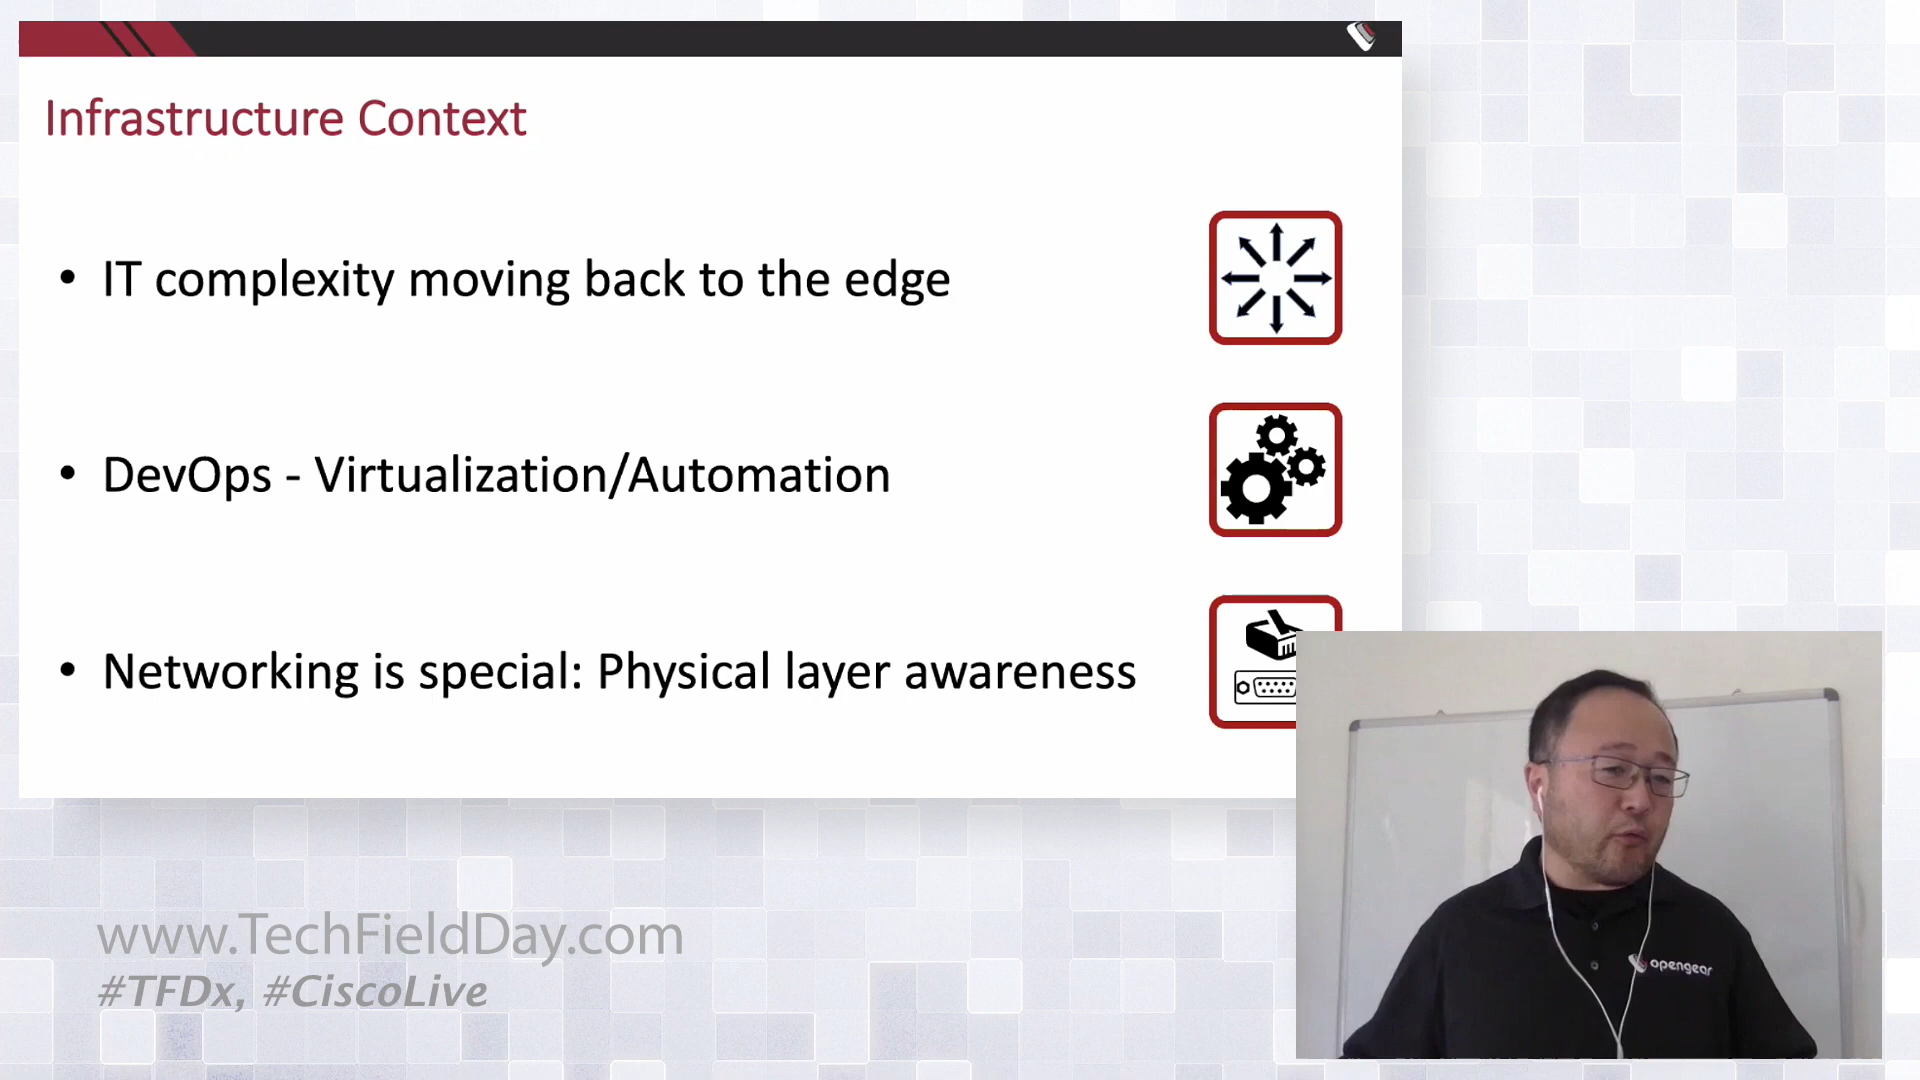 Infrastructure Context
• IT complexity moving back to the edge
• DevOps - Virtualization/Automation
• Networking is special: Physical layer awareness
opengear
www.TechFieldDay.com
#TFDx, #CiscoLive